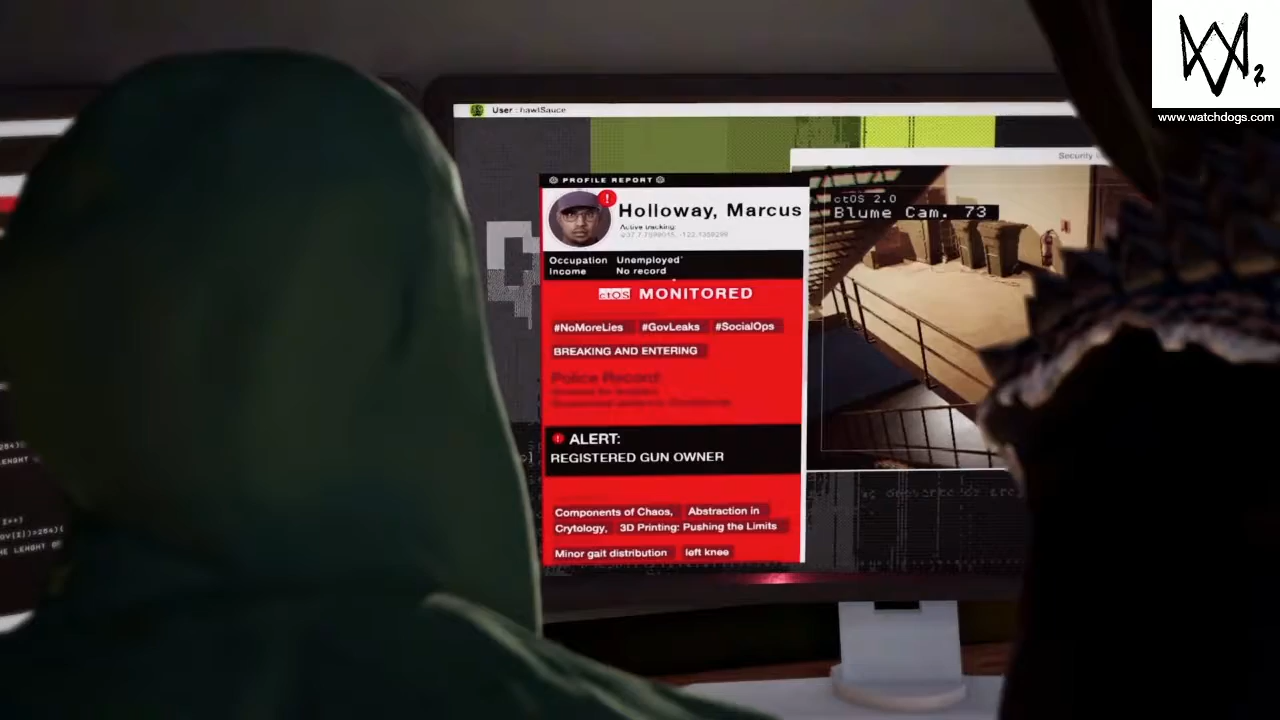 2
www.watchdogs.com
User : hawtSauce
Security
PROFILE REPORT
Holloway, Marcus
Active tracking:
Occupation Unemployed
Income No record
ctOS MONITORED
#NoMoreLies #GovLeaks #SocialOps
BREAKING AND ENTERING
Police Record:
ALERT:
REGISTERED GUN OWNER
Components of Chaos, Abstraction in
Crytology, 3D Printing: Pushing the Limits
Minor gait distribution left knee
ctOS 2.0
Blume Cam. 73